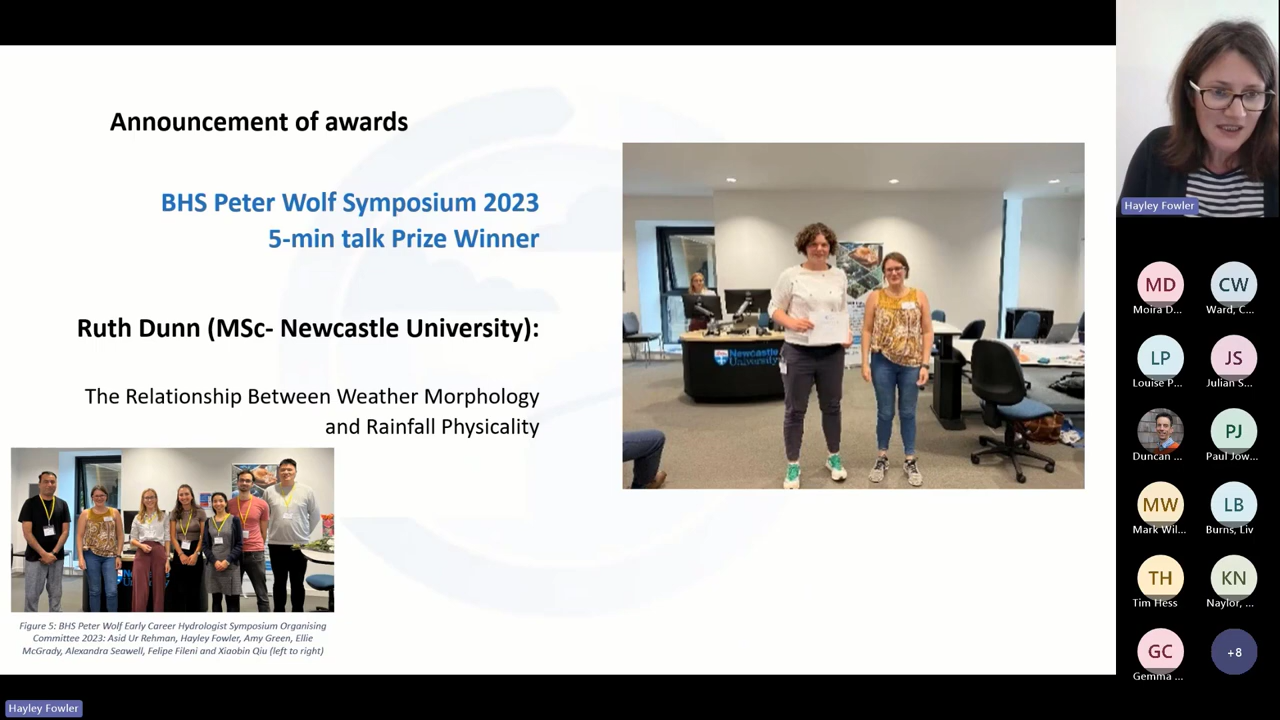 Announcement of awards
BHS Peter Wolf Symposium 2023
5-min talk Prize Winner
Ruth Dunn (MSc- Newcastle University):
The Relationship Between Weather Morphology
and Rainfall Physicality
Newcastle
University
Figure 5: BHS Peter Wolf Early Career Hydrologist Symposium Organising
Committee 2023: Asid Ur Rehman, Hayley Fowler, Amy Green, Ellie
McGrady, Alexandra Seawell, Felipe Fileni and Xiaobin Qiu (left to right)
Hayley Fowler
Hayley Fowler
MD
CW
Moira D...
Ward, C...
LP
JS
Louise P...
Julian S...
PJ
Duncan ...
Paul Jow...
MW
LB
Mark Wil...
Burns, Liv
TH
KN
Tim Hess
Naylor, ...
GC
+8
Gemma ...